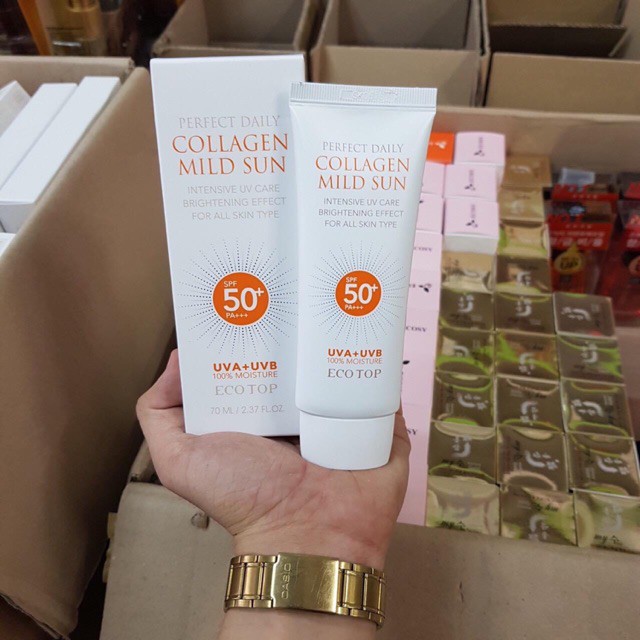 PERFECT DAILY
COLLAGEN
MILD SUN
INTENSIVE UV CARE
BRIGHTENING EFFECT
FOR ALL SKIN TYPE
SPF
50+
PA+++
UVA+UVB
100% MOISTURE
ECO TOP
70 ML / 2.37 FL.OZ
PERFECT DAILY
COLLAGEN
MILD SUN
INTENSIVE UV CARE
BRIGHTENING EFFECT
FOR ALL SKIN TYPE
SPF
50+
PA+++
UVA+UVB
100% MOISTURE
ECO TOP
CASIO